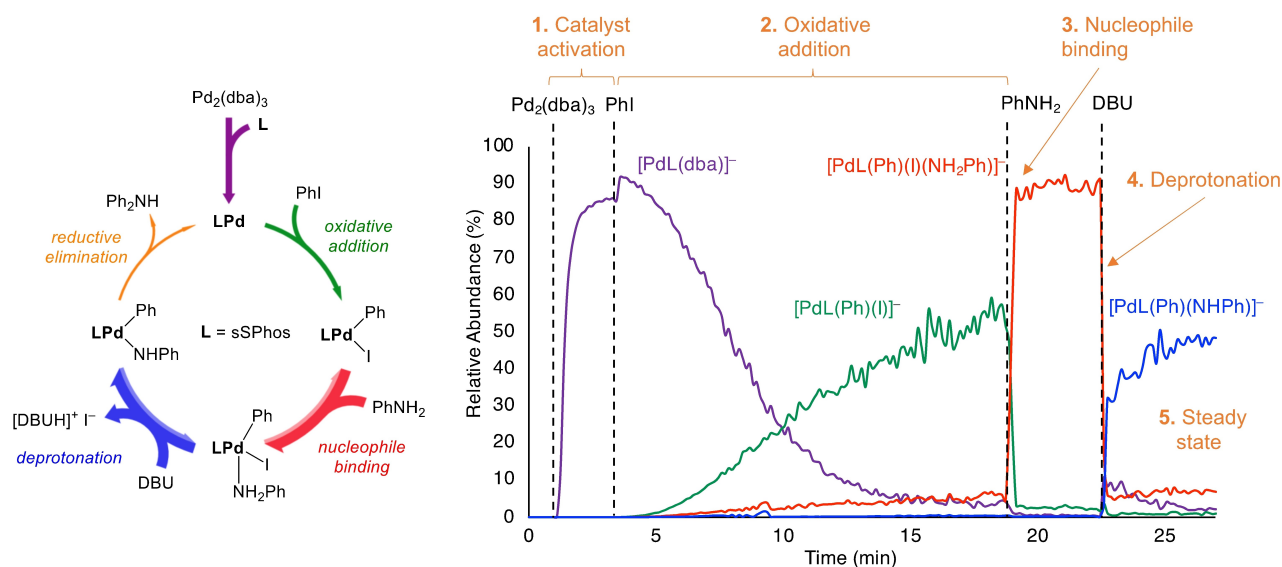 Pd₂(dba)₃
L
LPd
PhI
oxidative
addition
Ph
LPd
I
PhNH₂
nucleophile
binding
Ph
LPd
I
NH₂Ph
DBU
[DBUH]⁺ I⁻
deprotonation
Ph
LPd
NHPh
reductive
elimination
Ph₂NH
L = sSPhos
1. Catalyst
activation
2. Oxidative
addition
3. Nucleophile
binding
Pd₂(dba)₃
PhI
PhNH₂
DBU
[PdL(dba)]⁻
[PdL(Ph)(I)(NH₂Ph)]⁻
4. Deprotonation
[PdL(Ph)(I)]⁻
[PdL(Ph)(NHPh)]⁻
5. Steady
state
Relative Abundance (%)
100
90
80
70
60
50
40
30
20
10
0
0
5
10
15
20
25
Time (min)